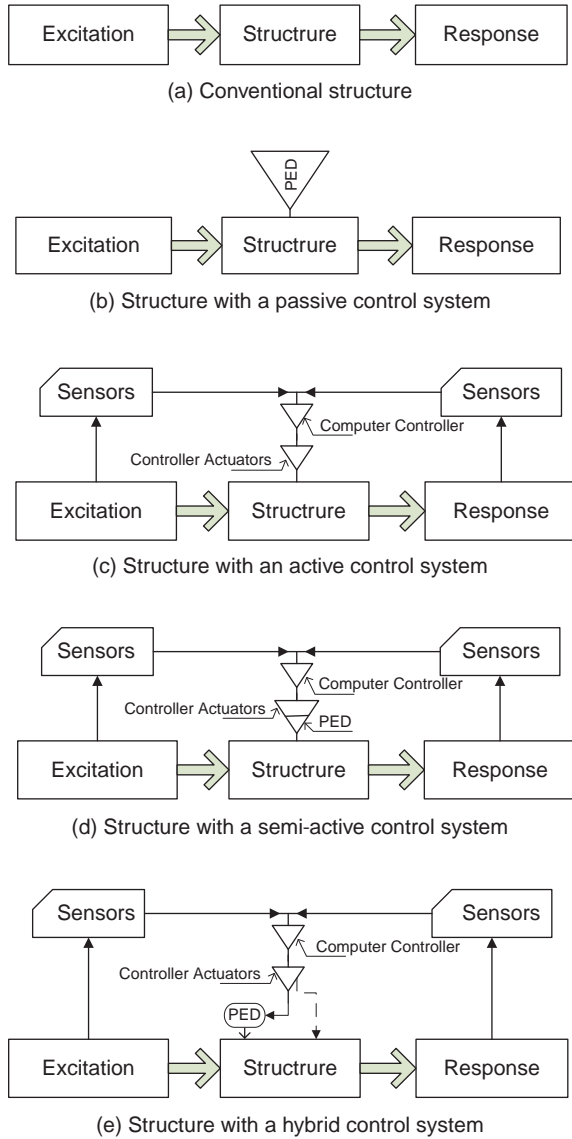 Excitation
Structrure
Response
(a) Conventional structure
PED
Excitation
Structrure
Response
(b) Structure with a passive control system
Sensors
Sensors
Computer Controller
Controller Actuators
Excitation
Structrure
Response
(c) Structure with an active control system
Sensors
Sensors
Computer Controller
Controller Actuators
PED
Excitation
Structrure
Response
(d) Structure with a semi-active control system
Sensors
Sensors
Computer Controller
Controller Actuators
PED
Excitation
Structrure
Response
(e) Structure with a hybrid control system